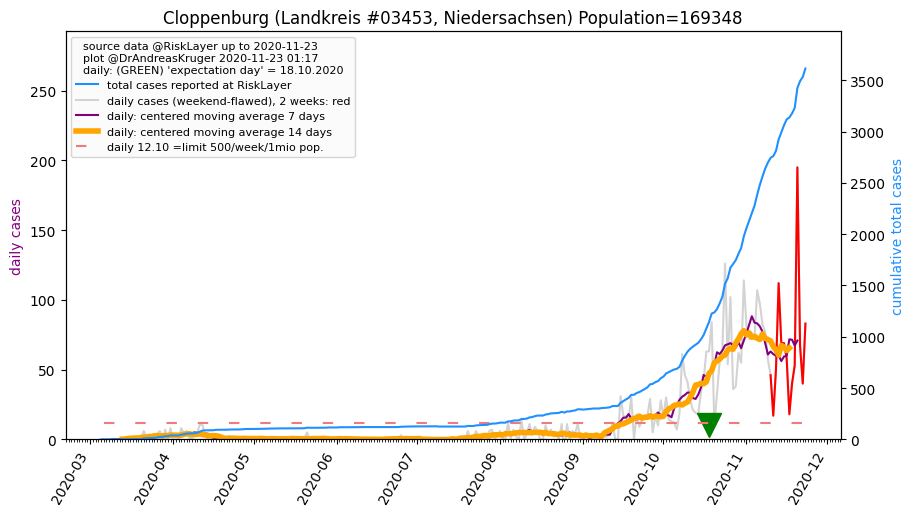 Cloppenburg (Landkreis #03453, Niedersachsen) Population=169348
source data @RiskLayer up to 2020-11-23
plot @DrAndreasKruger 2020-11-23 01:17
daily: (GREEN) 'expectation day' = 18.10.2020
total cases reported at RiskLayer
daily cases (weekend-flawed), 2 weeks: red
daily: centered moving average 7 days
daily: centered moving average 14 days
daily 12.10 =limit 500/week/1mio pop.
daily cases
250
200
150
100
50
0
cumulative total cases
3500
3000
2500
2000
1500
1000
500
0
2020-03
2020-04
2020-05
2020-06
2020-07
2020-08
2020-09
2020-10
2020-11
2020-12